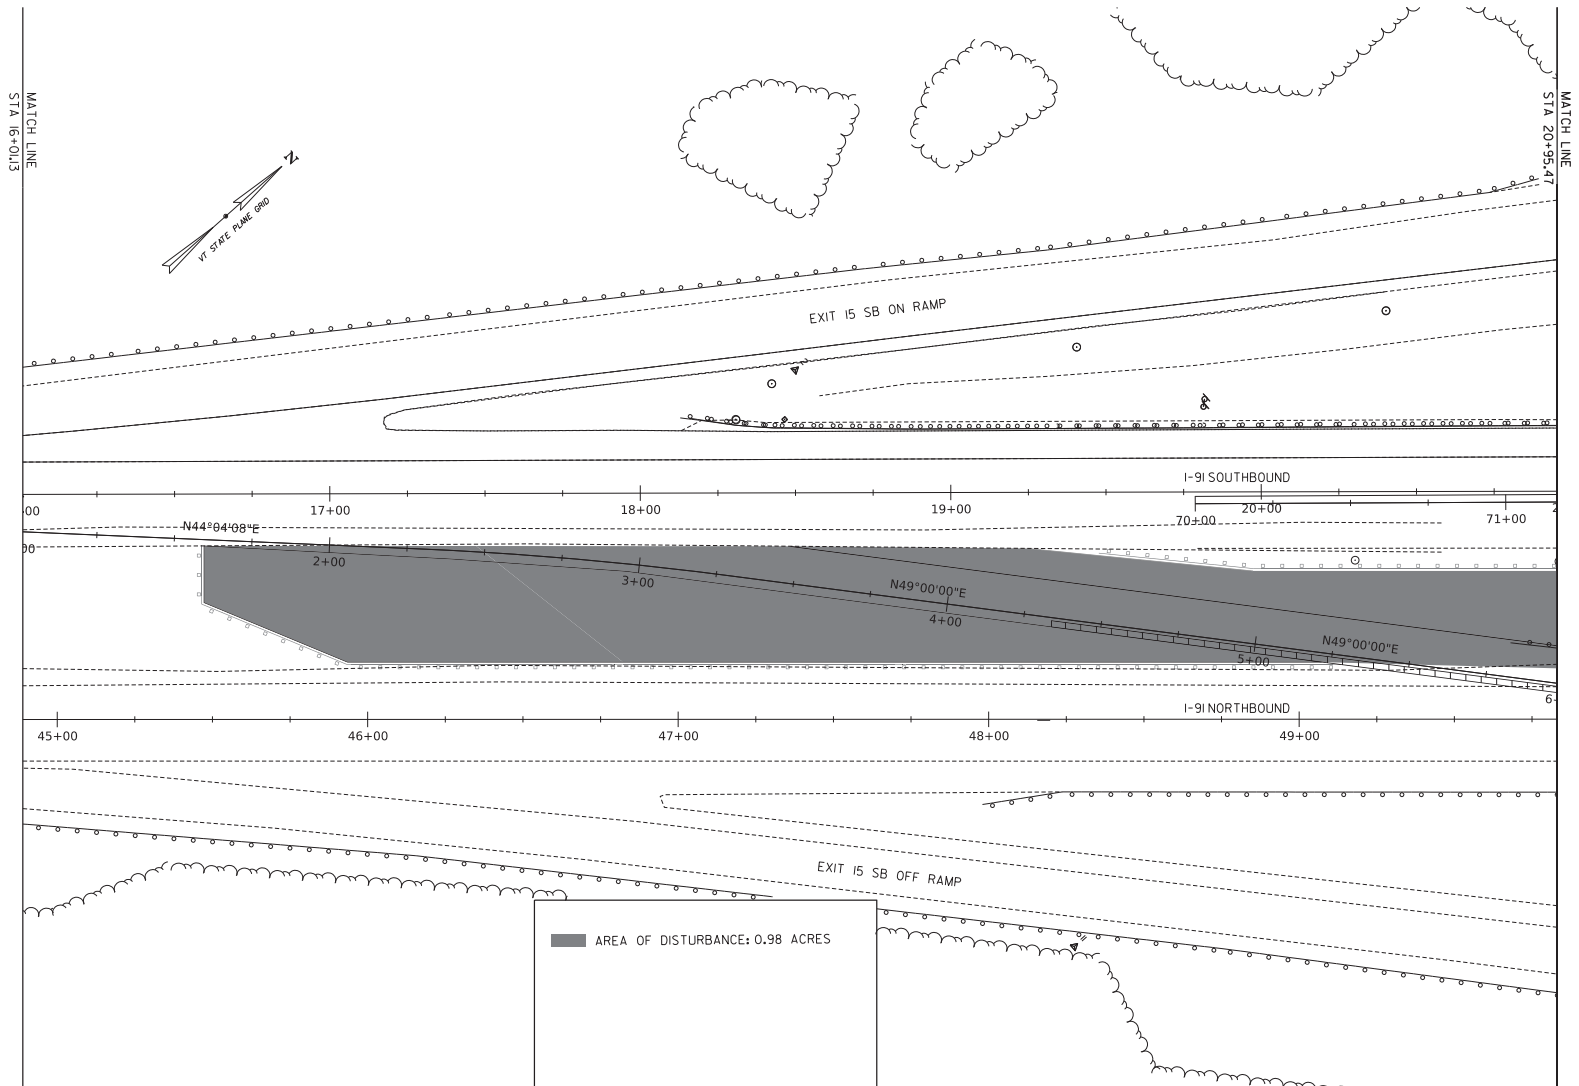 MATCH LINE
STA 16+01.13
MATCH LINE
STA 20+95.47
N
VT STATE PLANE GRID
EXIT 15 SB ON RAMP
I-91 SOUTHBOUND
00
17+00
18+00
19+00
70+00
20+00
71+00
N44°04'08"E
00
2+00
3+00
N49°00'00"E
4+00
N49°00'00"E
5+00
6
I-91 NORTHBOUND
45+00
46+00
47+00
48+00
49+00
EXIT 15 SB OFF RAMP
AREA OF DISTURBANCE: 0.98 ACRES